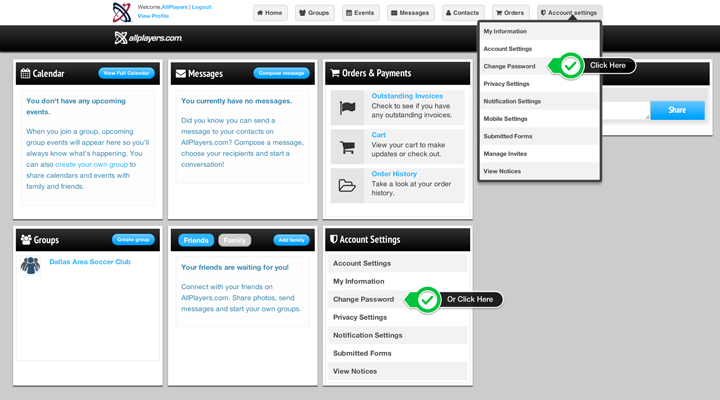 Welcome,AllPlayers | Logout
View Profile
Home
Groups
Events
Messages
Contacts
Orders
Account settings
allplayers.com
My Information
Account Settings
Change Password
Click Here
Privacy Settings
Notification Settings
Mobile Settings
Submitted Forms
Manage Invites
View Notices
Share
Calendar
View Full Calendar
You don't have any upcoming
events.
When you join a group, upcoming
group events will appear here so you'll
always know what's happening. You
can also create your own group to
share calendars and events with
family and friends.
Messages
Compose message
You currently have no messages.
Did you know you can send a
message to your contacts on
AllPlayers.com? Compose a message,
choose your recipients and start a
conversation!
Orders & Payments
Outstanding Invoices
Check to see if you have
any outstanding invoices.
Cart
View your cart to make
updates or check out.
Order History
Take a look at your order
history.
Groups
Create group
Dallas Area Soccer Club
Friends
Family
Add family
Your friends are waiting for you!
Connect with your friends on
AllPlayers.com. Share photos, send
messages and start your own groups.
Account Settings
Account Settings
My Information
Change Password
Or Click Here
Privacy Settings
Notification Settings
Submitted Forms
View Notices